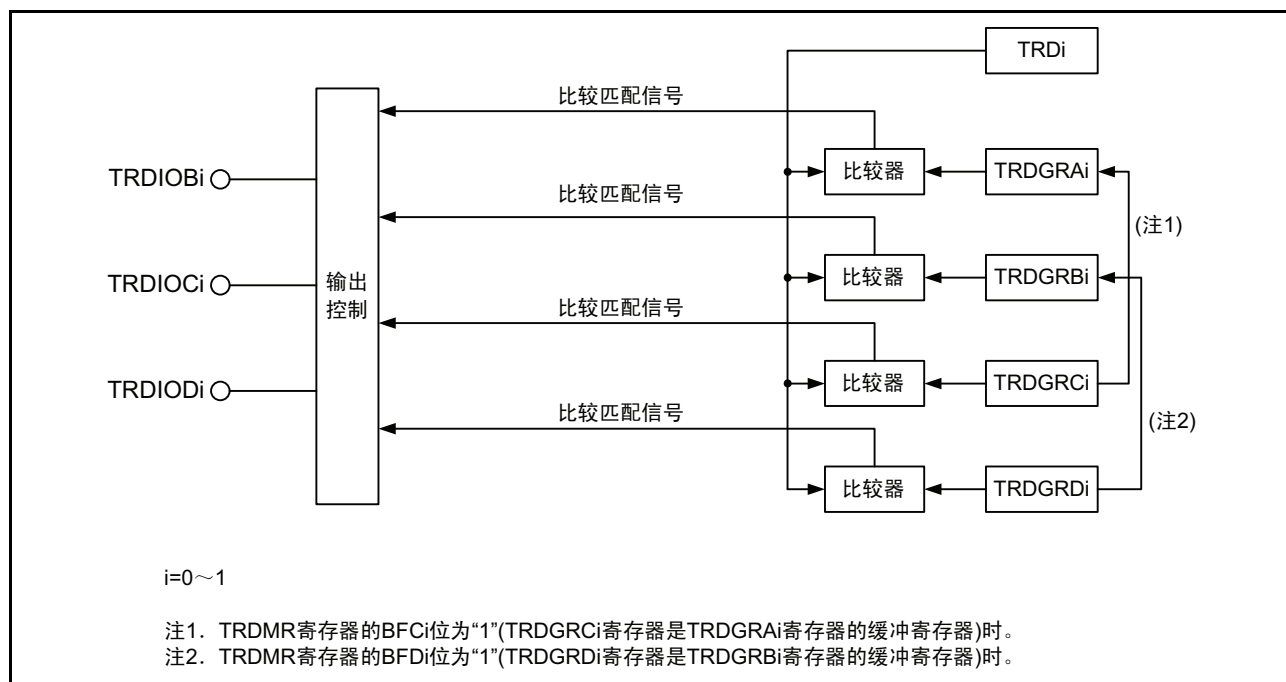 TRDi
比较匹配信号
比较器
TRDGRAi
TRDIOBi
比较匹配信号
(注1)
比较器
TRDGRBi
TRDIOCi
输出
控制
比较匹配信号
比较器
TRDGRCi
TRDIODi
比较匹配信号
(注2)
比较器
TRDGRDi
i=0～1
注1. TRDMR寄存器的BFCi位为“1”(TRDGRCi寄存器是TRDGRAi寄存器的缓冲寄存器)时。
注2. TRDMR寄存器的BFDi位为“1”(TRDGRDi寄存器是TRDGRBi寄存器的缓冲寄存器)时。